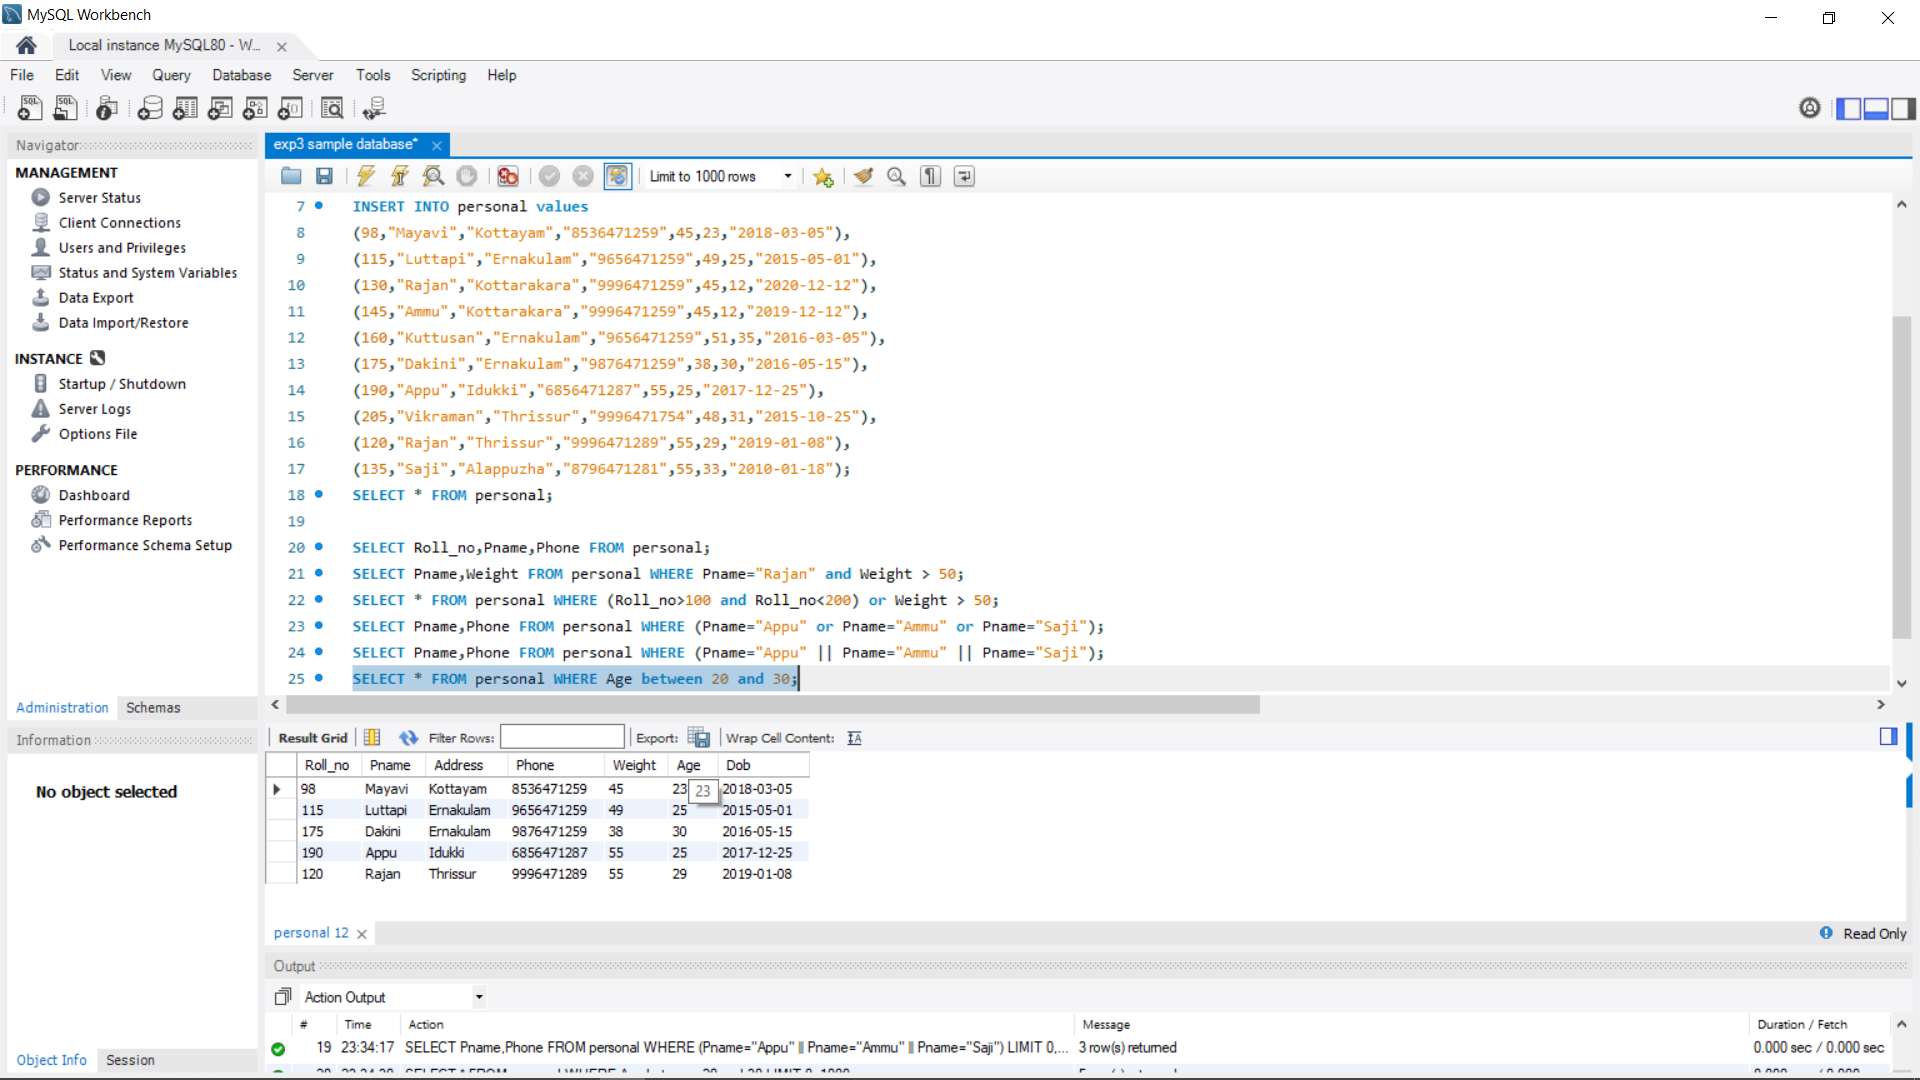 MySQL Workbench
Local instance MySQL80 - W...
File Edit View Query Database Server Tools Scripting Help
Navigator
exp3 sample database*
MANAGEMENT
Server Status
Client Connections
Users and Privileges
Status and System Variables
Data Export
Data Import/Restore
INSTANCE
Startup / Shutdown
Server Logs
Options File
PERFORMANCE
Dashboard
Performance Reports
Performance Schema Setup
Administration Schemas
Information
No object selected
Object Info Session
Limit to 1000 rows
7 INSERT INTO personal values
8 (98,"Mayavi","Kottayam","8536471259",45,23,"2018-03-05"),
9 (115,"Luttapi","Ernakulam","9656471259",49,25,"2015-05-01"),
10 (130,"Rajan","Kottarakara","9996471259",45,12,"2020-12-12"),
11 (145,"Ammu","Kottarakara","9996471259",45,12,"2019-12-12"),
12 (160,"Kuttusan","Ernakulam","9656471259",51,35,"2016-03-05"),
13 (175,"Dakini","Ernakulam","9876471259",38,30,"2016-05-15"),
14 (190,"Appu","Idukki","6856471287",55,25,"2017-12-25"),
15 (205,"Vikraman","Thrissur","9996471754",48,31,"2015-10-25"),
16 (120,"Rajan","Thrissur","9996471289",55,29,"2019-01-08"),
17 (135,"Saji","Alappuzha","8796471281",55,33,"2010-01-18");
18 SELECT * FROM personal;
19
20 SELECT Roll_no,Pname,Phone FROM personal;
21 SELECT Pname,Weight FROM personal WHERE Pname="Rajan" and Weight > 50;
22 SELECT * FROM personal WHERE (Roll_no>100 and Roll_no<200) or Weight > 50;
23 SELECT Pname,Phone FROM personal WHERE (Pname="Appu" or Pname="Ammu" or Pname="Saji");
24 SELECT Pname,Phone FROM personal WHERE (Pname="Appu" || Pname="Ammu" || Pname="Saji");
25 SELECT * FROM personal WHERE Age between 20 and 30;
Result Grid Filter Rows: Export: Wrap Cell Content:
Roll_no Pname Address Phone Weight Age Dob
98 Mayavi Kottayam 8536471259 45 23 2018-03-05
23
115 Luttapi Ernakulam 9656471259 49 25 2015-05-01
175 Dakini Ernakulam 9876471259 38 30 2016-05-15
190 Appu Idukki 6856471287 55 25 2017-12-25
120 Rajan Thrissur 9996471289 55 29 2019-01-08
personal 12 Read Only
Output
Action Output
# Time Action Message Duration / Fetch
19 23:34:17 SELECT Pname,Phone FROM personal WHERE (Pname="Appu" || Pname="Ammu" || Pname="Saji") LIMIT 0,... 3 row(s) returned 0.000 sec / 0.000 sec